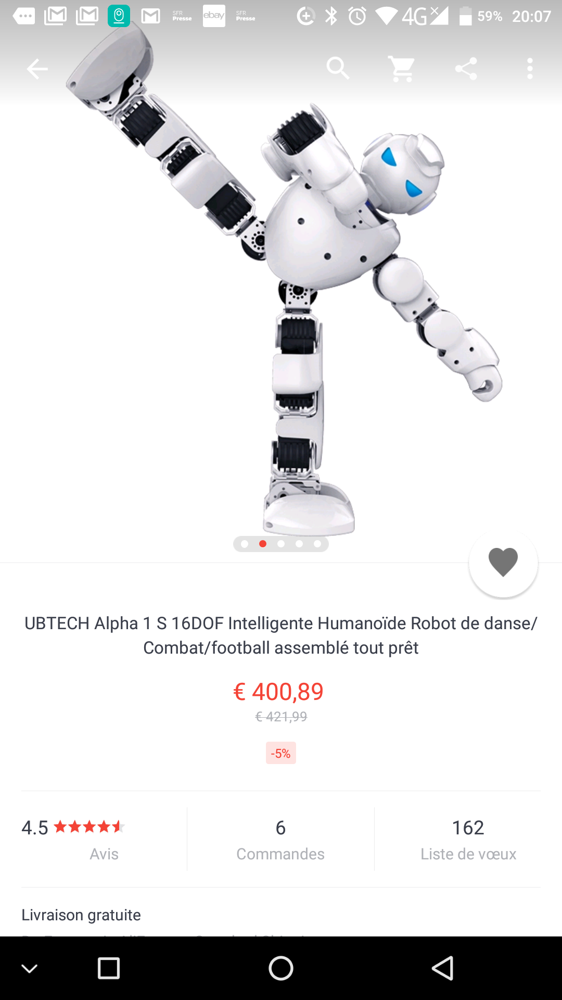 SFR
Presse
ebay
SFR
Presse
4G
59%
20:07
UBTECH Alpha 1 S 16DOF Intelligente Humanoïde Robot de danse/
Combat/football assemblé tout prêt
€ 400,89
€ 421,99
-5%
4.5
6
162
Avis
Commandes
Liste de vœux
Livraison gratuite